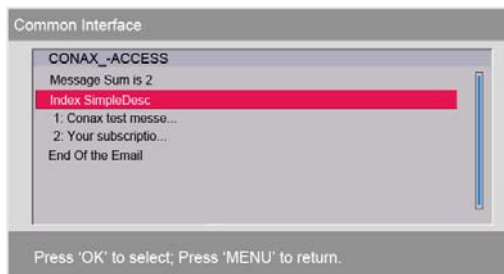 Common Interface
CONAX_-ACCESS
Message Sum is 2
Index SimpleDesc
1: Conax test messe...
2: Your subscriptio...
End Of the Email
Press 'OK' to select; Press 'MENU' to return.